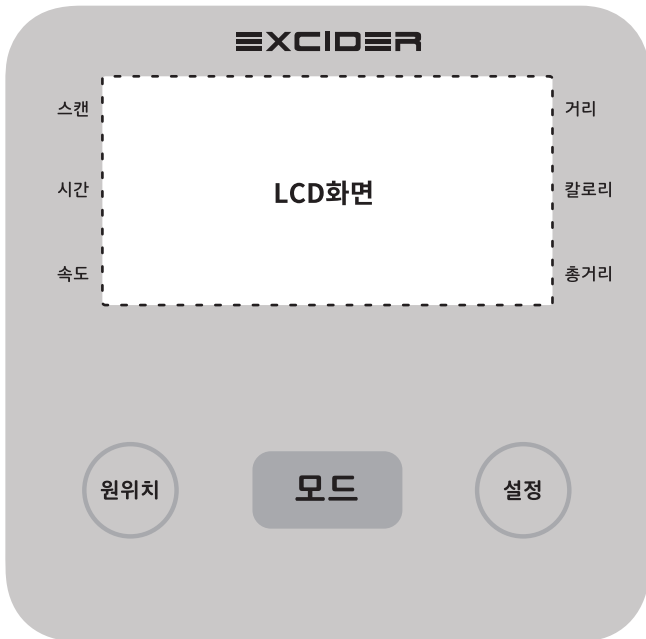 EXCIDER
스캔
거리
시간
LCD화면
칼로리
속도
총거리
원위치
모드
설정